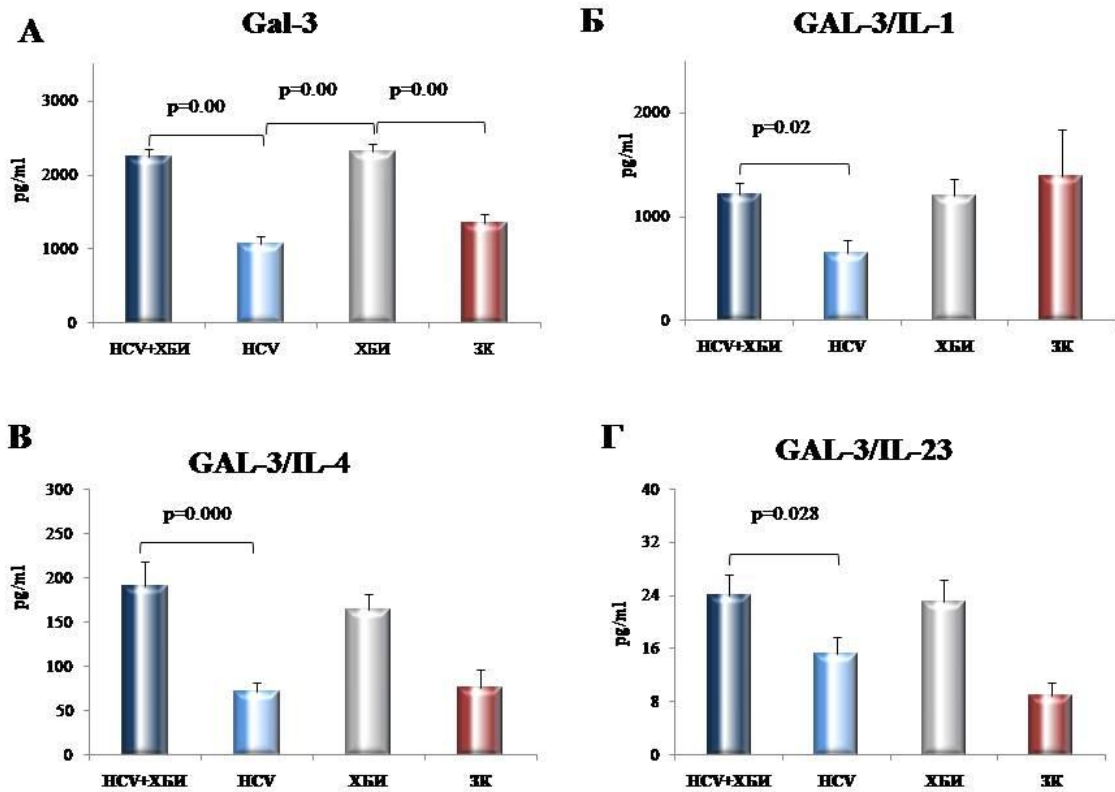 А
Gal-3
p=0.00 p=0.00 p=0.00
3000
2000
1000
0
pg/ml
HCV+ХБИ HCV ХБИ ЗК
Б
GAL-3/IL-1
p=0.02
2000
1000
0
pg/ml
HCV+ХБИ HCV ХБИ ЗК
В
GAL-3/IL-4
p=0.000
300
250
200
150
100
50
0
pg/ml
HCV+ХБИ HCV ХБИ ЗК
Г
GAL-3/IL-23
p=0.028
40
32
24
16
8
0
pg/ml
HCV+ХБИ HCV ХБИ ЗК